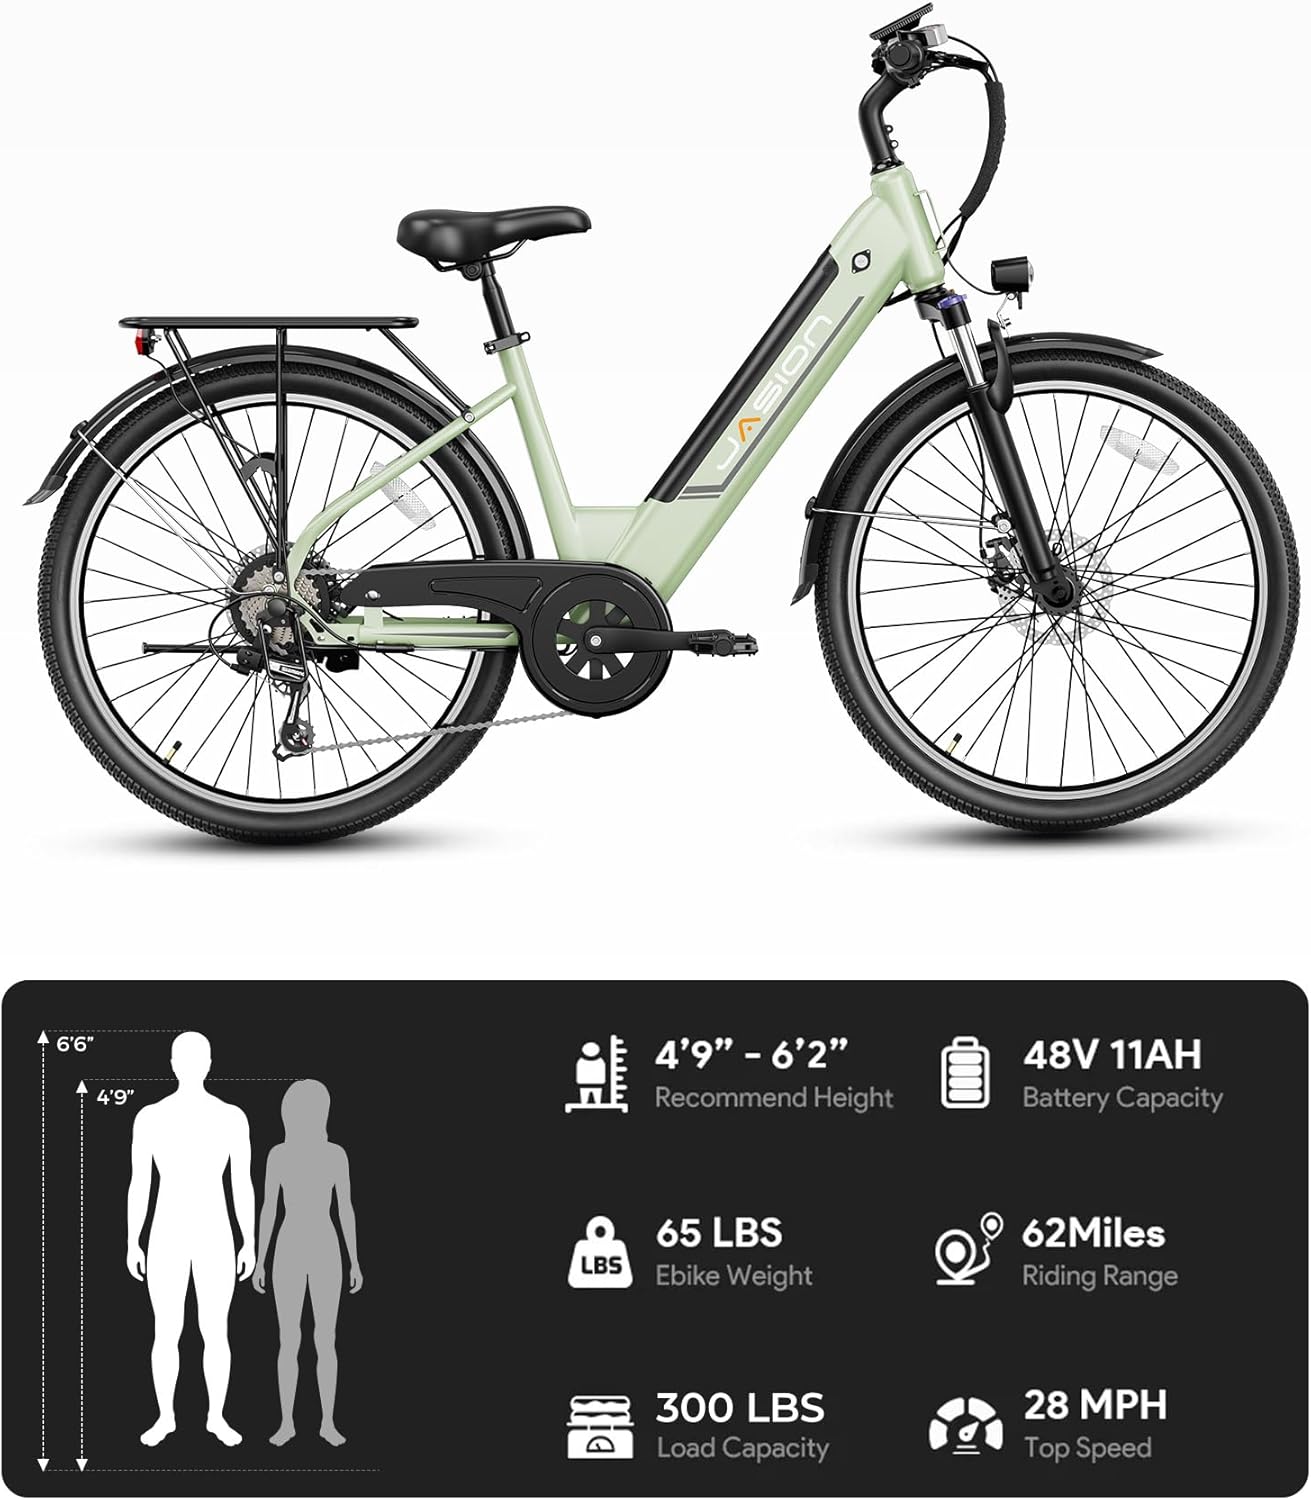 JASION
6'6"
4'9"
4'9" - 6'2"
Recommend Height
48V 11AH
Battery Capacity
LBS
65 LBS
Ebike Weight
62Miles
Riding Range
300 LBS
Load Capacity
28 MPH
Top Speed